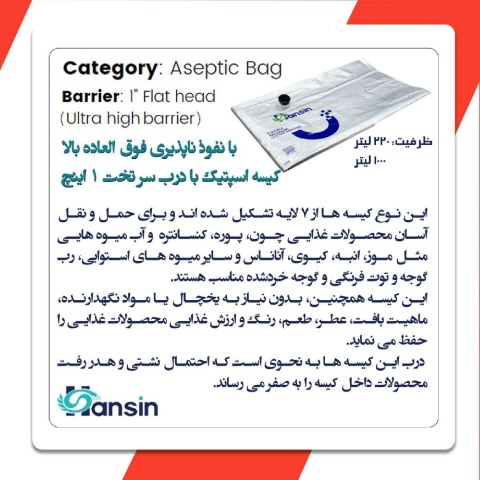 Category: Aseptic Bag
Barrier: 1" Flat head
(Ultra high barrier)
Hansin
ظرفیت: ۲۲۰ لیتر
۱۰۰۰ لیتر
با نفوذ ناپذیری فوق العاده بالا
کیسه اسپتیک با درب سر تخت ۱ اینچ
این نوع کیسه ها از ۷ لایه تشکیل شده اند و برای حمل و نقل
آسان محصولات غذایی چون، پوره، کنسانتره و آب میوه هایی
مثل موز، انبه، کیوی، آناناس و سایر میوه های استوایی، رب
گوجه و توت فرنگی و گوجه خردشده مناسب هستند.
این کیسه همچنین، بدون نیاز به یخچال یا مواد نگهدارنده،
ماهیت بافت، عطر، طعم، رنگ و ارزش غذایی محصولات غذایی را
حفظ می نماید.
درب این کیسه ها به نحوی است که احتمال نشتی و هدر رفت
محصولات داخل کیسه را به صفر می رساند.
Hansin